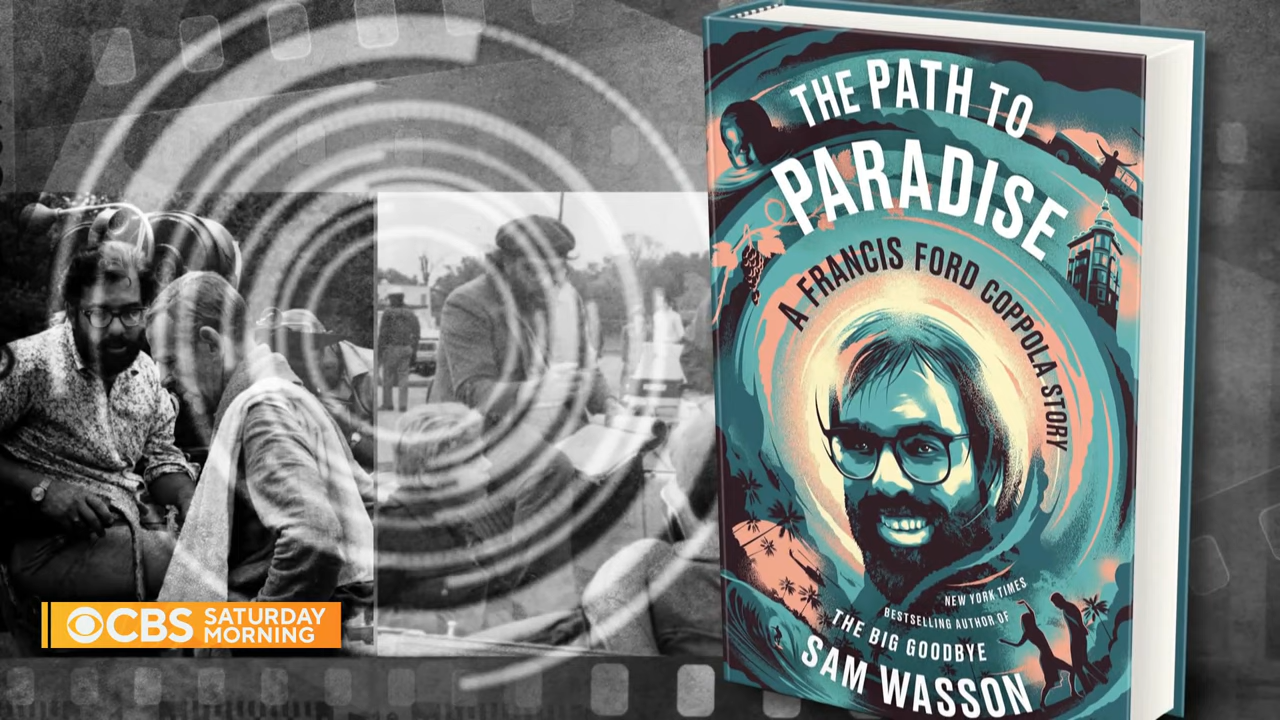 THE PATH TO
PARADISE
A FRANCIS FORD COPPOLA STORY
NEW YORK TIMES
BESTSELLING AUTHOR OF
THE BIG GOODBYE
SAM WASSON
CBS SATURDAY
MORNING